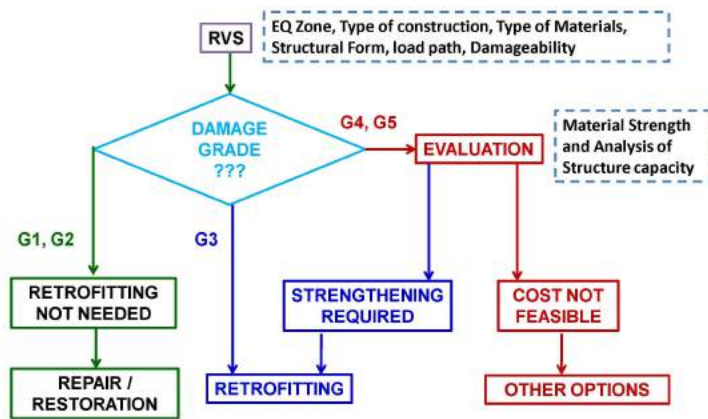 RVS
EQ Zone, Type of construction, Type of Materials,
Structural Form, load path, Damageability
DAMAGE
GRADE
???
G4, G5
EVALUATION
Material Strength
and Analysis of
Structure capacity
G1, G2
G3
RETROFITTING
NOT NEEDED
STRENGTHENING
REQUIRED
COST NOT
FEASIBLE
REPAIR /
RESTORATION
RETROFITTING
OTHER OPTIONS